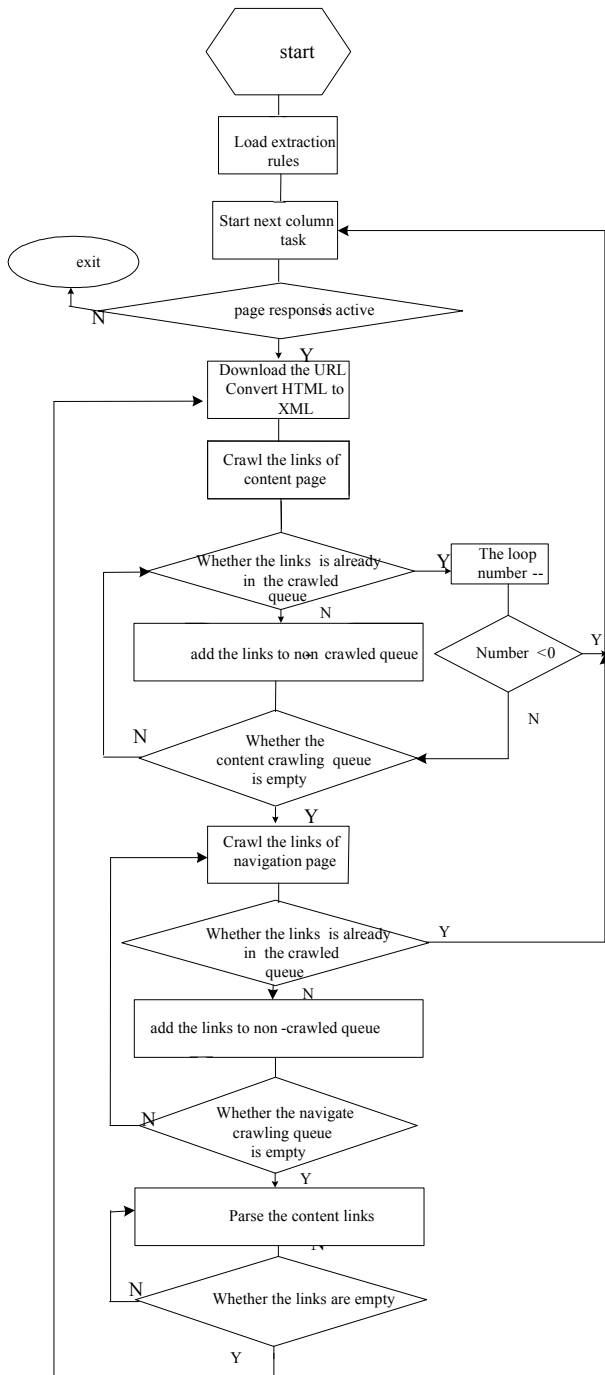 start
Load extraction
rules
Start next column
task
exit
N
page response is active
Y
Download the URL
Convert HTML to
XML
Crawl the links of
content page
Whether the links is already
in the crawled
queue
Y
The loop
number --
N
add the links to non- crawled queue
Number <0
Y
N
N
Whether the
content crawling queue
is empty
Y
Crawl the links of
navigation page
Whether the links is already
in the crawled
queue
Y
N
add the links to non -crawled queue
N
Whether the navigate
crawling queue
is empty
Y
Parse the content links
N
N
Whether the links are empty
Y
Y